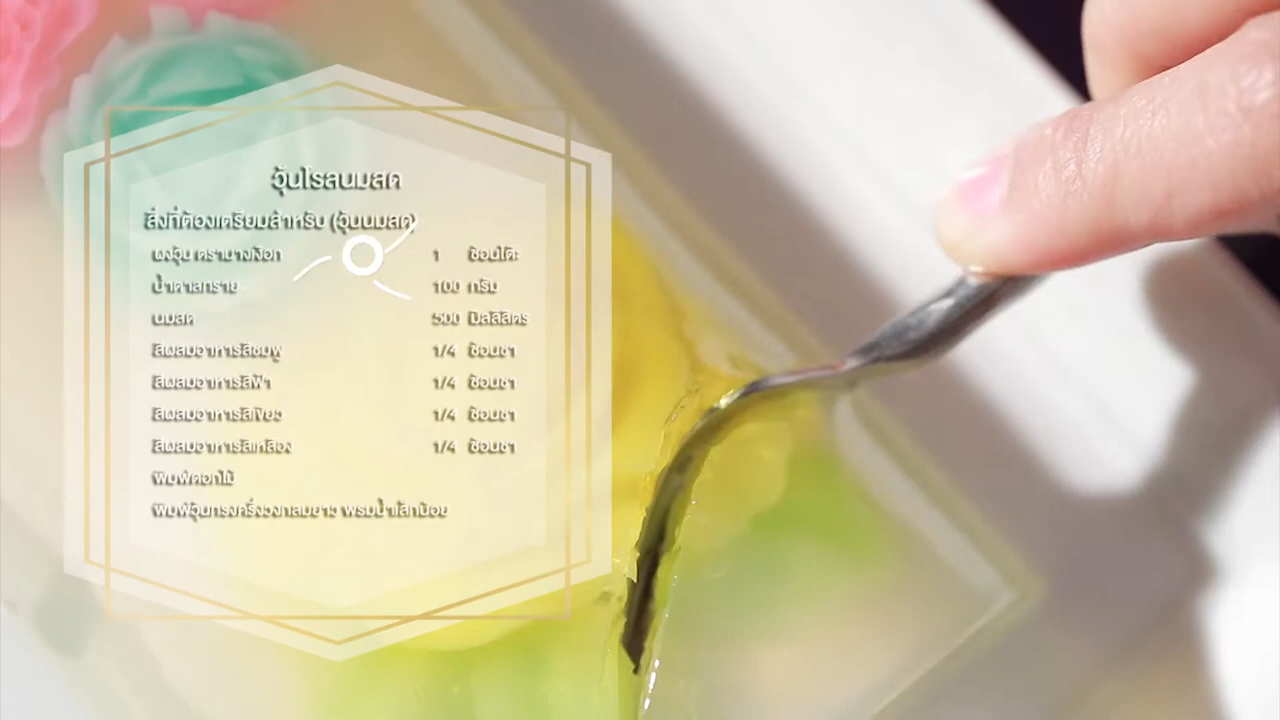 วุ้นโรสนมสด
สิ่งที่ต้องเตรียมสำหรับ (วุ้นนมสด)
ผงวุ้น ตรานางเงือก 1 ช้อนโต๊ะ
น้ำตาลทราย 100 กรัม
นมสด 500 มิลลิลิตร
สีผสมอาหารสีชมพู 1/4 ช้อนชา
สีผสมอาหารสีฟ้า 1/4 ช้อนชา
สีผสมอาหารสีเขียว 1/4 ช้อนชา
สีผสมอาหารสีเหลือง 1/4 ช้อนชา
พิมพ์ดอกไม้
พิมพ์วุ้นทรงครึ่งวงกลมยาว พรมน้ำเล็กน้อย